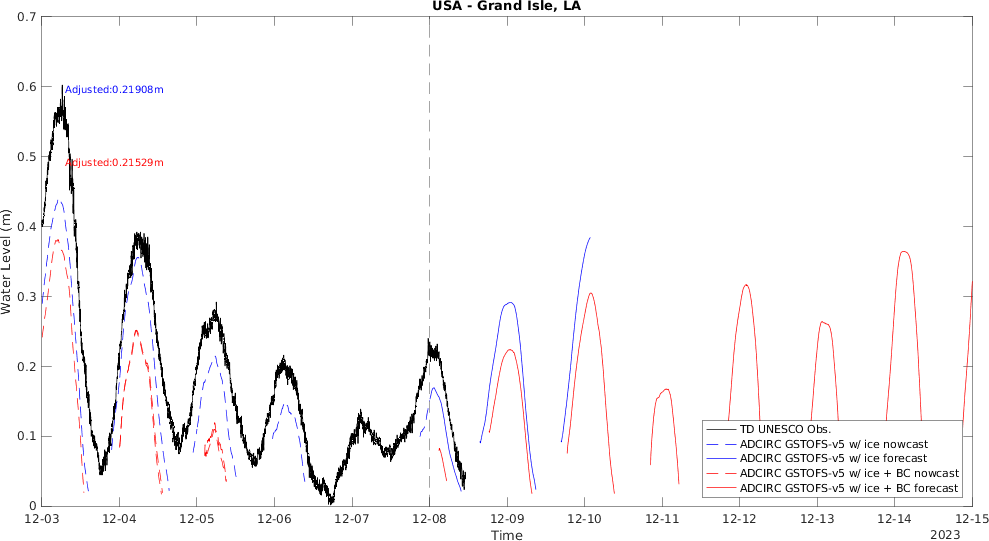 USA - Grand Isle, LA
0.7
0.6
0.5
0.4
0.3
0.2
0.1
0
Water Level (m)
Adjusted:0.21908m
Adjusted:0.21529m
TD UNESCO Obs.
ADCIRC GSTOFS-v5 w/ ice nowcast
ADCIRC GSTOFS-v5 w/ ice forecast
ADCIRC GSTOFS-v5 w/ ice + BC nowcast
ADCIRC GSTOFS-v5 w/ ice + BC forecast
12-03 12-04 12-05 12-06 12-07 12-08 12-09 12-10 12-11 12-12 12-13 12-14 12-15
Time
2023